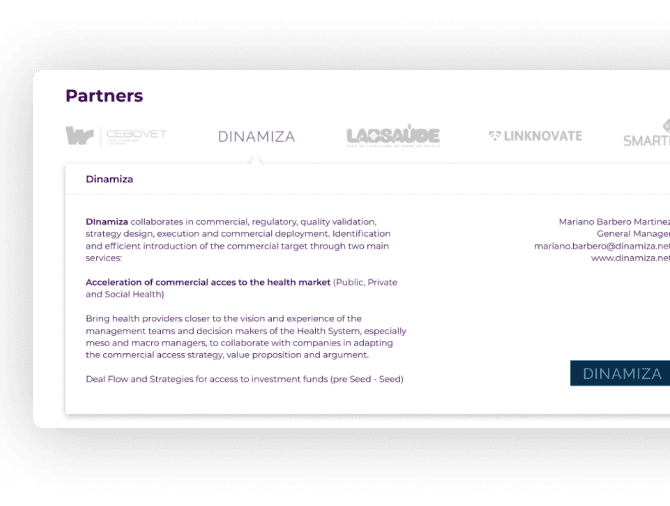 Partners
CEBIOVET
DINAMIZA
LABSAÚDE
LINKNOVATE
SMART
Dinamiza
DInamiza collaborates in commercial, regulatory, quality validation,
strategy design, execution and commercial deployment. Identification
and efficient introduction of the commercial target through two main
services:
Acceleration of commercial acces to the health market (Public, Private
and Social Health)
Bring health providers closer to the vision and experience of the
management teams and decision makers of the Health System, especially
meso and macro managers, to collaborate with companies in adapting
the commercial access strategy, value proposition and argument.
Deal Flow and Strategies for access to investment funds (pre Seed - Seed)
Mariano Barbero Martinez
General Manager
mariano.barbero@dinamiza.net
www.dinamiza.net
DINAMIZA